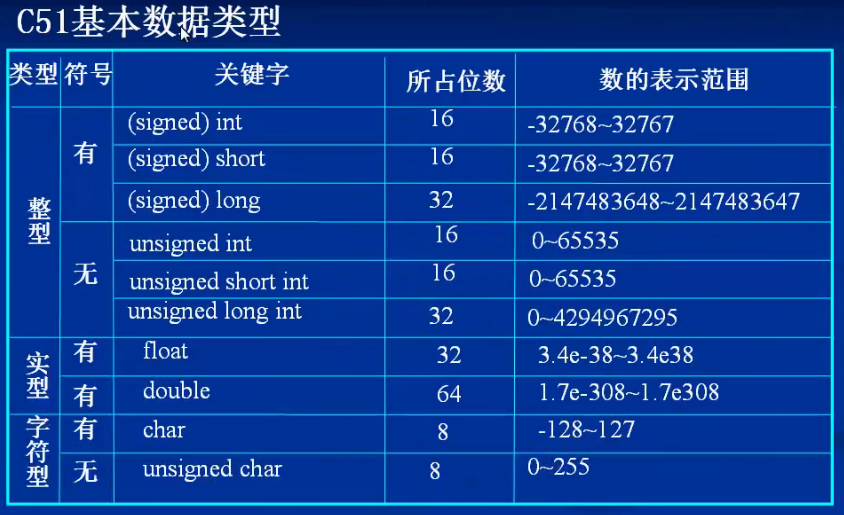 C51基本数据类型
类型 符号 关键字 所占位数 数的表示范围
整型 有 (signed) int 16 -32768~32767
(signed) short 16 -32768~32767
(signed) long 32 -2147483648~2147483647
无 unsigned int 16 0~65535
unsigned short int 16 0~65535
unsigned long int 32 0~4294967295
实型 有 float 32 3.4e-38~3.4e38
有 double 64 1.7e-308~1.7e308
字符型 有 char 8 -128~127
无 unsigned char 8 0~255